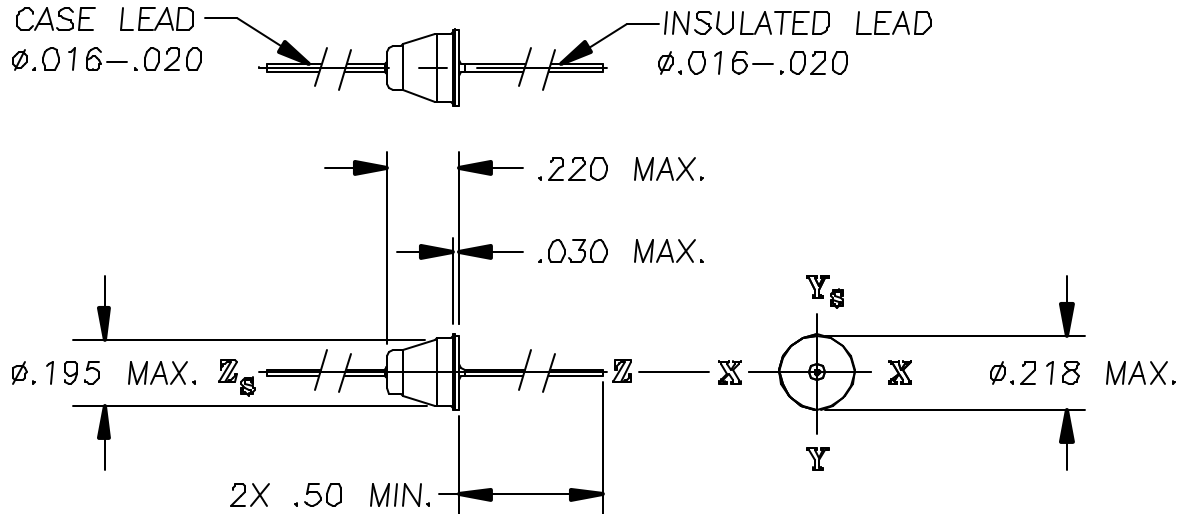 CASE LEAD
ø.016–.020
INSULATED LEAD
ø.016–.020
.220 MAX.
.030 MAX.
Ys
ø.195 MAX.
Zs
Z
X
X
ø.218 MAX.
Y
2X .50 MIN.